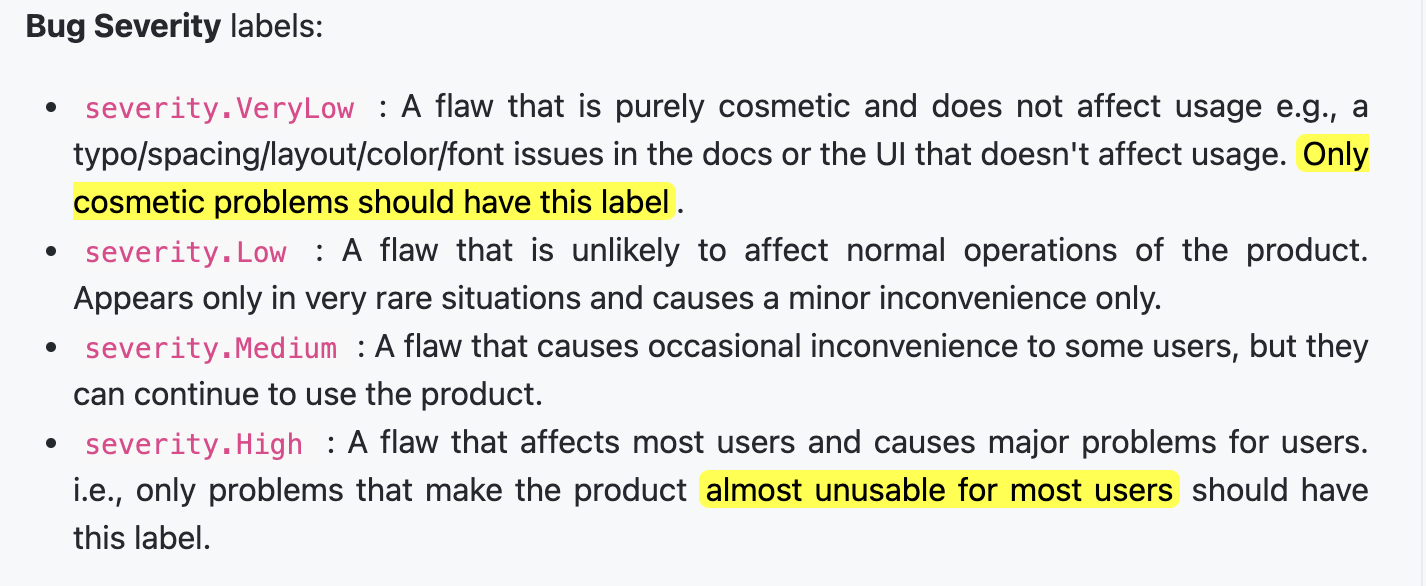 Bug Severity labels:
• severity.VeryLow : A flaw that is purely cosmetic and does not affect usage e.g., a
typo/spacing/layout/color/font issues in the docs or the UI that doesn't affect usage. Only
cosmetic problems should have this label.
• severity.Low : A flaw that is unlikely to affect normal operations of the product.
Appears only in very rare situations and causes a minor inconvenience only.
• severity.Medium : A flaw that causes occasional inconvenience to some users, but they
can continue to use the product.
• severity.High : A flaw that affects most users and causes major problems for users.
i.e., only problems that make the product almost unusable for most users should have
this label.